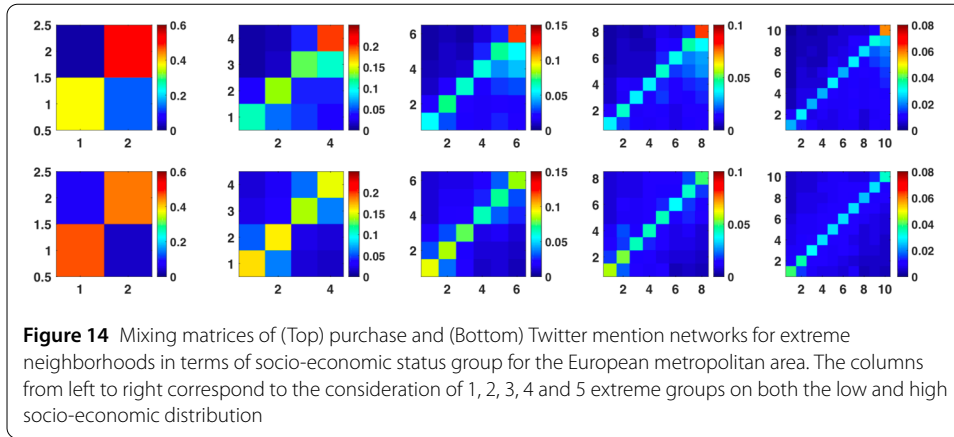 2.5 2 1.5 1 0.5 1 2 0.6 0.4 0.2 0
4 3 2 1 2 4 0.2 0.15 0.1 0.05 0
6 4 2 2 4 6 0.15 0.1 0.05 0
8 6 4 2 2 4 6 8 0.1 0.05 0
10 8 6 4 2 2 4 6 8 10 0.08 0.06 0.04 0.02 0
2.5 2 1.5 1 0.5 1 2 0.6 0.4 0.2 0
4 3 2 1 2 4 0.2 0.15 0.1 0.05 0
6 4 2 2 4 6 0.15 0.1 0.05 0
8 6 4 2 2 4 6 8 0.1 0.05 0
10 8 6 4 2 2 4 6 8 10 0.08 0.06 0.04 0.02 0
Figure 14 Mixing matrices of (Top) purchase and (Bottom) Twitter mention networks for extreme
neighborhoods in terms of socio-economic status group for the European metropolitan area. The columns
from left to right correspond to the consideration of 1, 2, 3, 4 and 5 extreme groups on both the low and high
socio-economic distribution